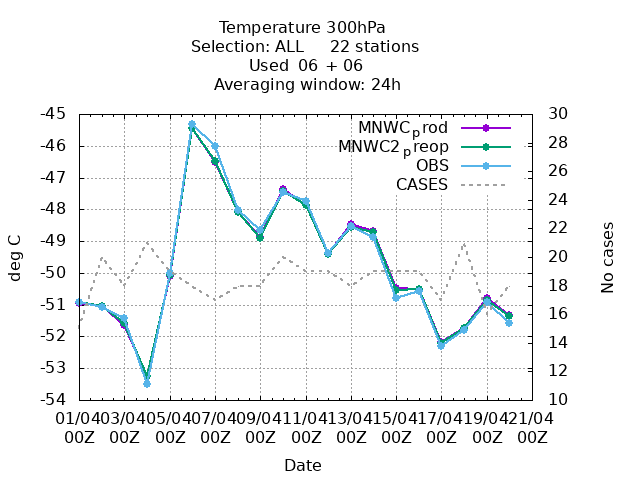 Temperature 300hPa
Selection: ALL 22 stations
Used 06 + 06
Averaging window: 24h
-45
-46
-47
-48
-49
-50
-51
-52
-53
-54
deg C
30
28
26
24
22
20
18
16
14
12
10
No cases
MNWCprod
MNWC2preop
OBS
CASES
01/04 03/04 05/04 07/04 09/04 11/04 13/04 15/04 17/04 19/04 21/04
00Z 00Z 00Z 00Z 00Z 00Z 00Z 00Z 00Z 00Z 00Z
Date